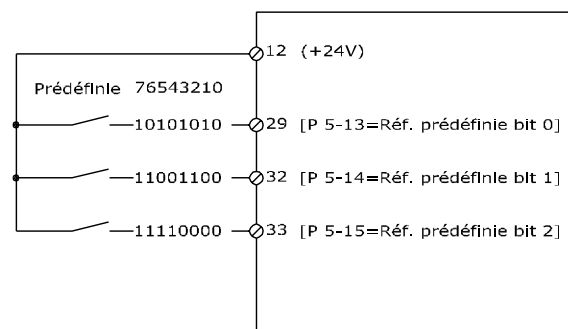 12 (+24V)
Prédéfinie 76543210
10101010 29 [P 5-13=Réf. prédéfinie bit 0]
11001100 32 [P 5-14=Réf. prédéfinie bit 1]
11110000 33 [P 5-15=Réf. prédéfinie bit 2]